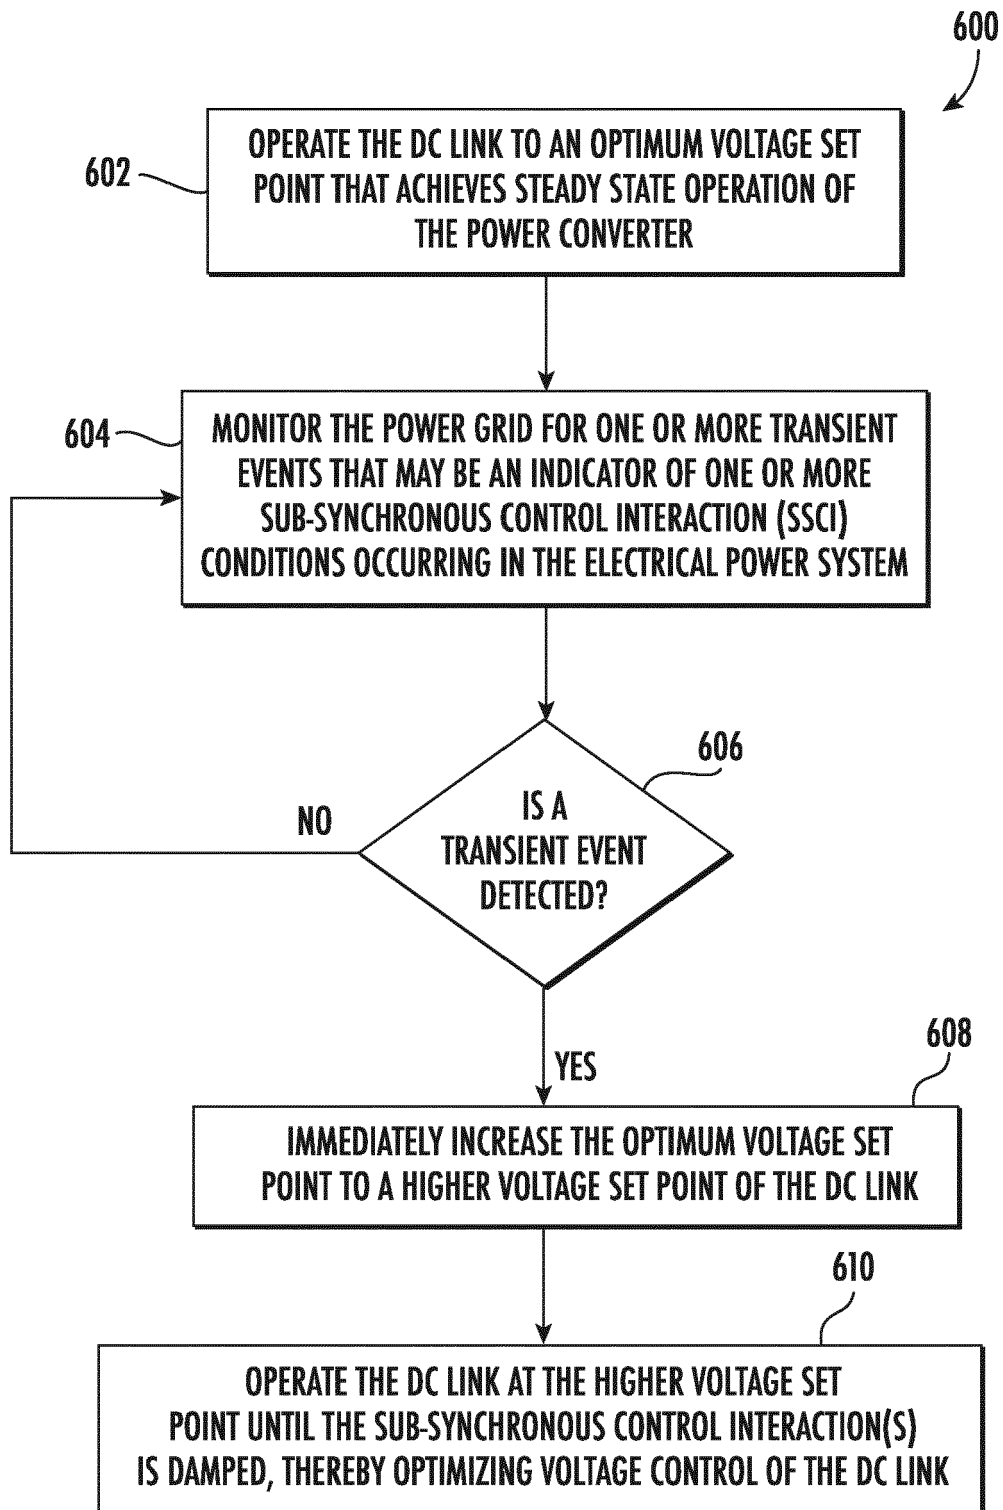 600
602
OPERATE THE DC LINK TO AN OPTIMUM VOLTAGE SET
POINT THAT ACHIEVES STEADY STATE OPERATION OF
THE POWER CONVERTER
604
MONITOR THE POWER GRID FOR ONE OR MORE TRANSIENT
EVENTS THAT MAY BE AN INDICATOR OF ONE OR MORE
SUB-SYNCHRONOUS CONTROL INTERACTION (SSCI)
CONDITIONS OCCURRING IN THE ELECTRICAL POWER SYSTEM
606
IS A
TRANSIENT EVENT
DETECTED?
NO
YES
608
IMMEDIATELY INCREASE THE OPTIMUM VOLTAGE SET
POINT TO A HIGHER VOLTAGE SET POINT OF THE DC LINK
610
OPERATE THE DC LINK AT THE HIGHER VOLTAGE SET
POINT UNTIL THE SUB-SYNCHRONOUS CONTROL INTERACTION(S)
IS DAMPED, THEREBY OPTIMIZING VOLTAGE CONTROL OF THE DC LINK